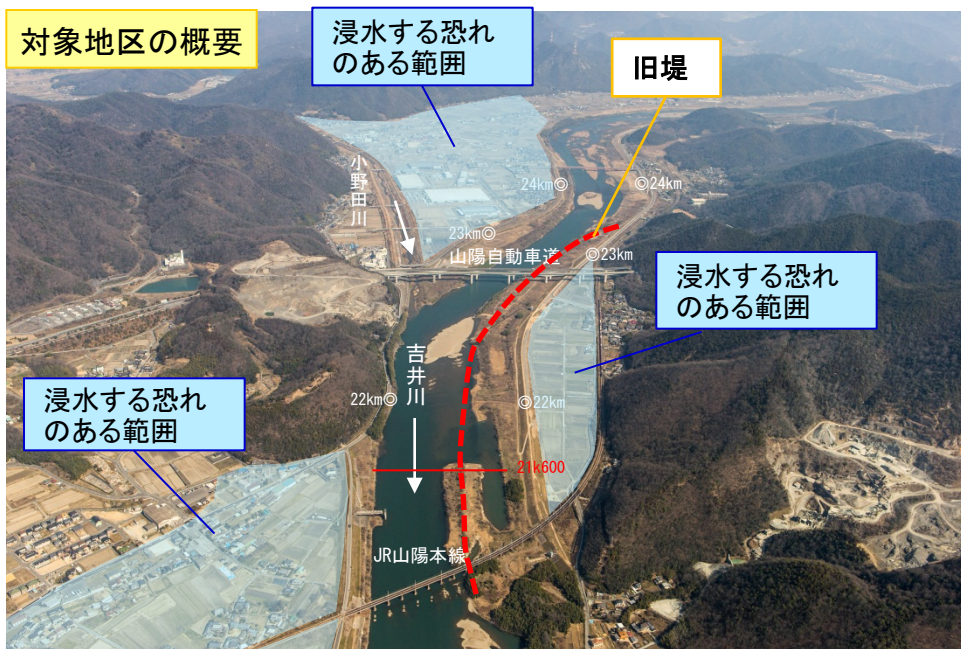 対象地区の概要
浸水する恐れ
のある範囲
旧堤
小野田川
24km◎
◎24km
23km◎
山陽自動車道
◎23km
浸水する恐れ
のある範囲
吉井川
22km◎
◎22km
浸水する恐れ
のある範囲
21k600
JR山陽本線